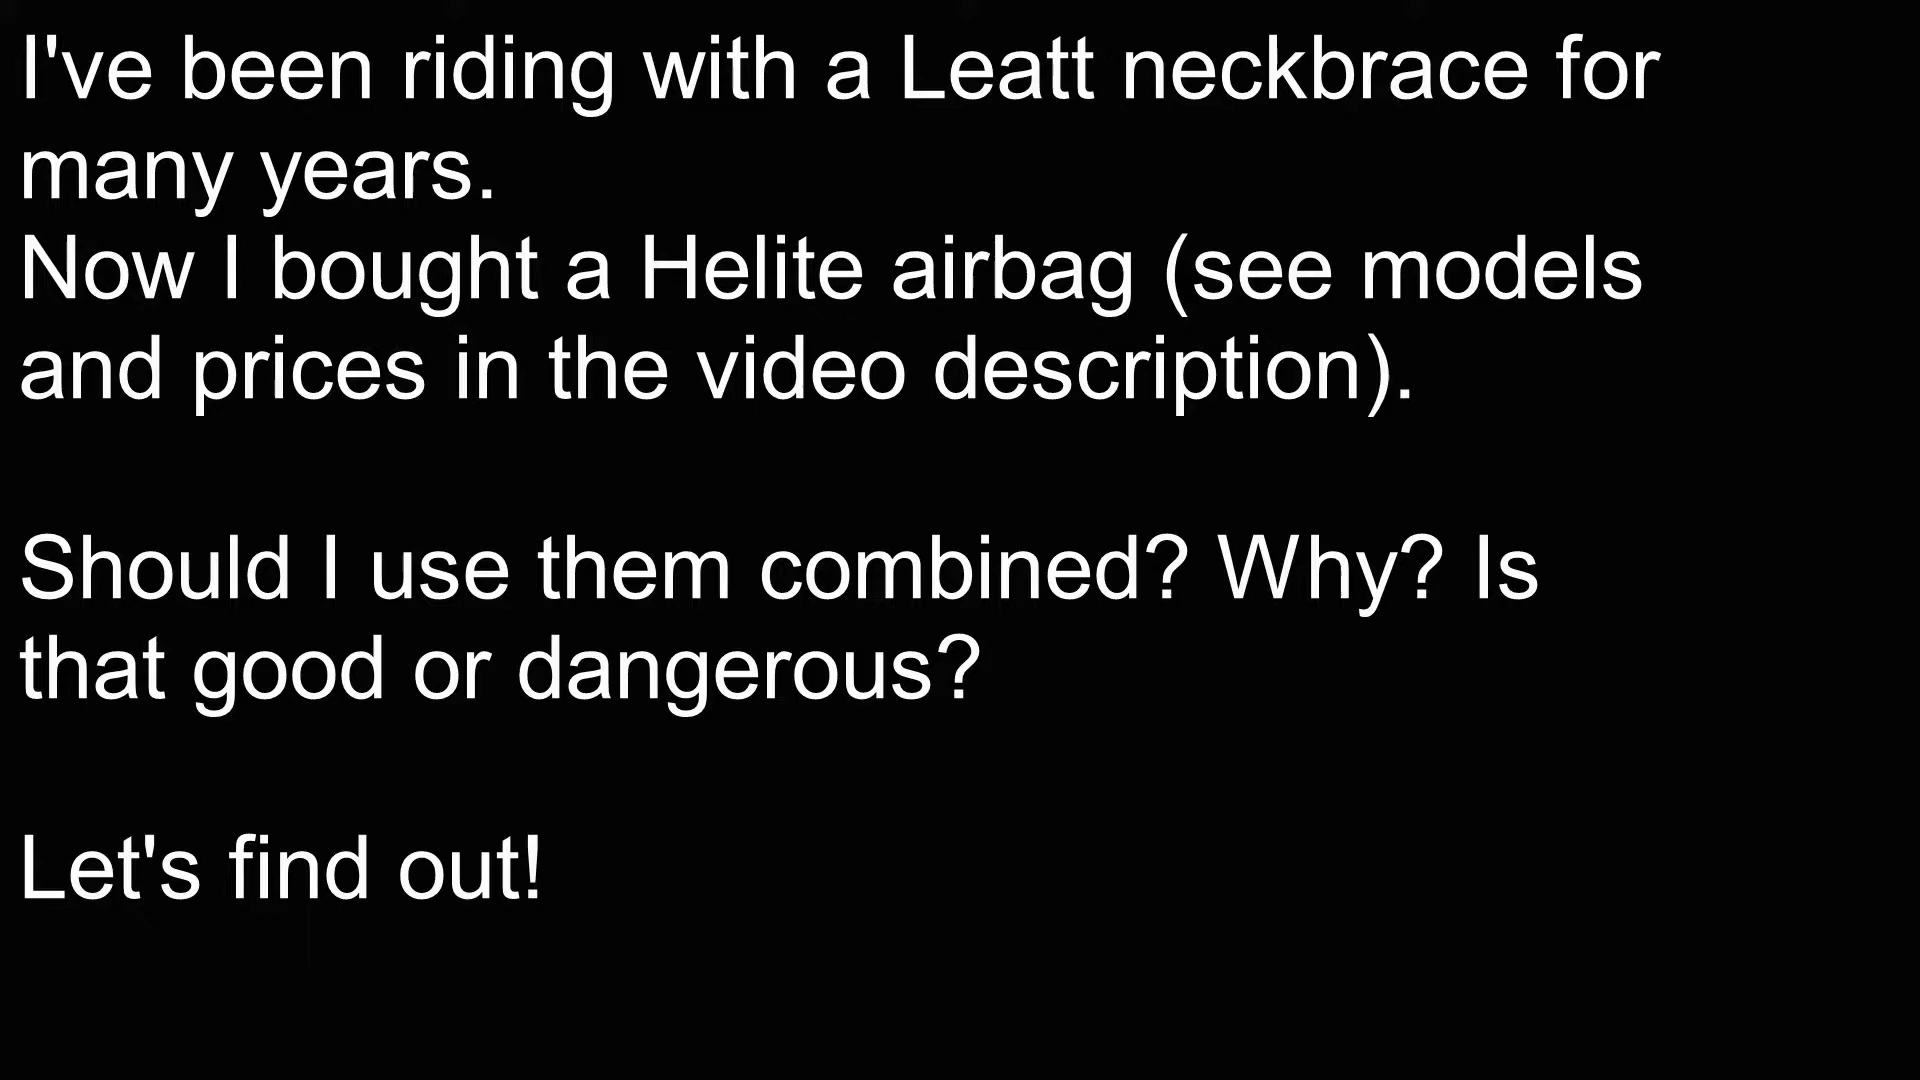 I've been riding with a Leatt neckbrace for
many years.
Now I bought a Helite airbag (see models
and prices in the video description).
Should I use them combined? Why? Is
that good or dangerous?
Let's find out!